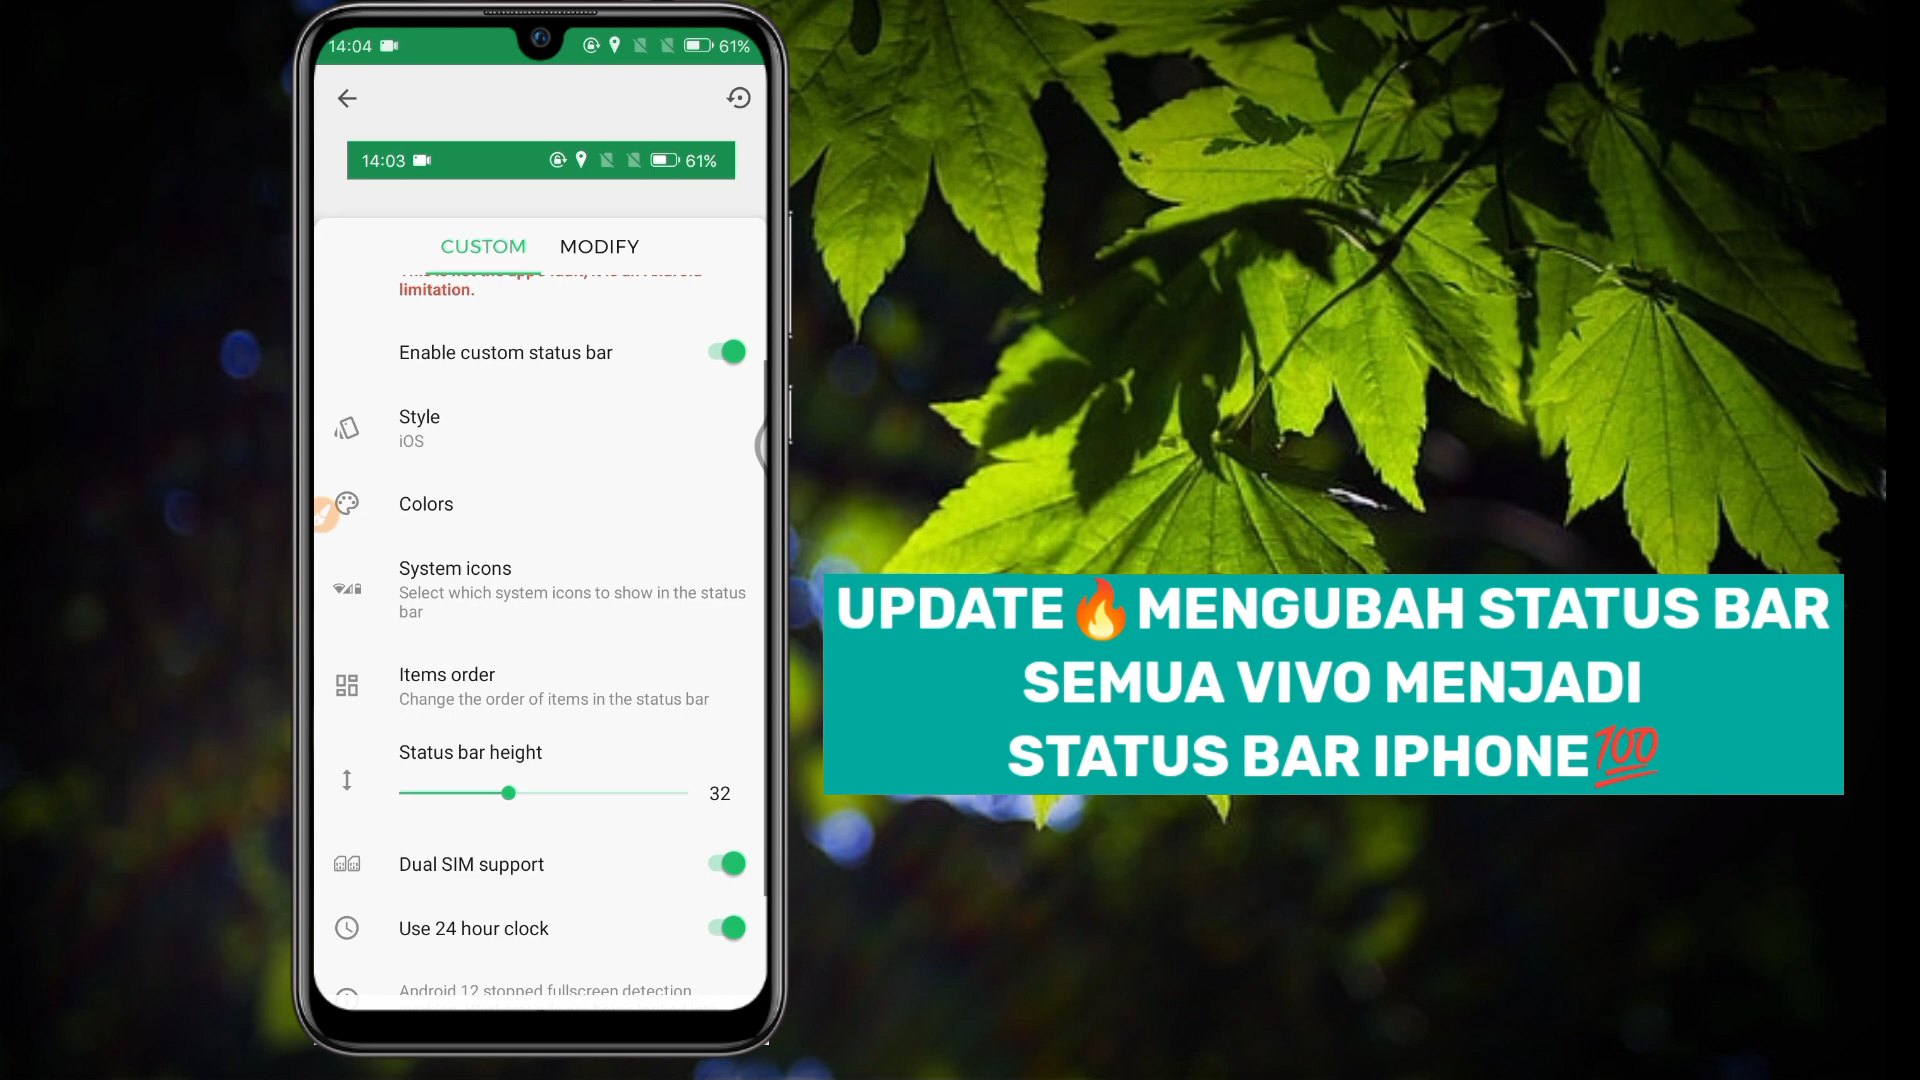 14:04 61%
14:03 61%
CUSTOM MODIFY
limitation.
Enable custom status bar
Style
iOS
Colors
System icons
Select which system icons to show in the status
bar
Items order
Change the order of items in the status bar
Status bar height
32
Dual SIM support
Use 24 hour clock
Android 12 stopped fullscreen detection
UPDATE🔥MENGUBAH STATUS BAR
SEMUA VIVO MENJADI
STATUS BAR IPHONE💯